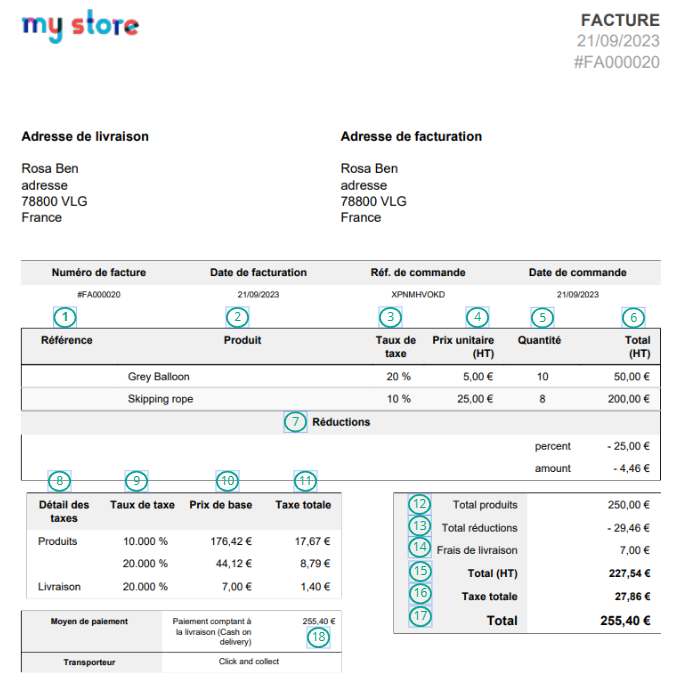 my store
FACTURE
21/09/2023
#FA000020
Adresse de livraison
Adresse de facturation
Rosa Ben
adresse
78800 VLG
France
Rosa Ben
adresse
78800 VLG
France
Numéro de facture Date de facturation Réf. de commande Date de commande
#FA000020 21/09/2023 XPNMHVOKD 21/09/2023
1 2 3 4 5 6
Référence Produit Taux de taxe Prix unitaire (HT) Quantité Total (HT)
Grey Balloon 20 % 5,00 € 10 50,00 €
Skipping rope 10 % 25,00 € 8 200,00 €
7 Réductions
percent - 25,00 €
amount - 4,46 €
8 9 10 11
Détail des taxes Taux de taxe Prix de base Taxe totale
Produits 10.000 % 176,42 € 17,67 €
20.000 % 44,12 € 8,79 €
Livraison 20.000 % 7,00 € 1,40 €
12 Total produits 250,00 €
13 Total réductions - 29,46 €
14 Frais de livraison 7,00 €
15 Total (HT) 227,54 €
16 Taxe totale 27,86 €
17 Total 255,40 €
Moyen de paiement Paiement comptant à la livraison (Cash on delivery) 255,40 €
18
Transporteur Click and collect